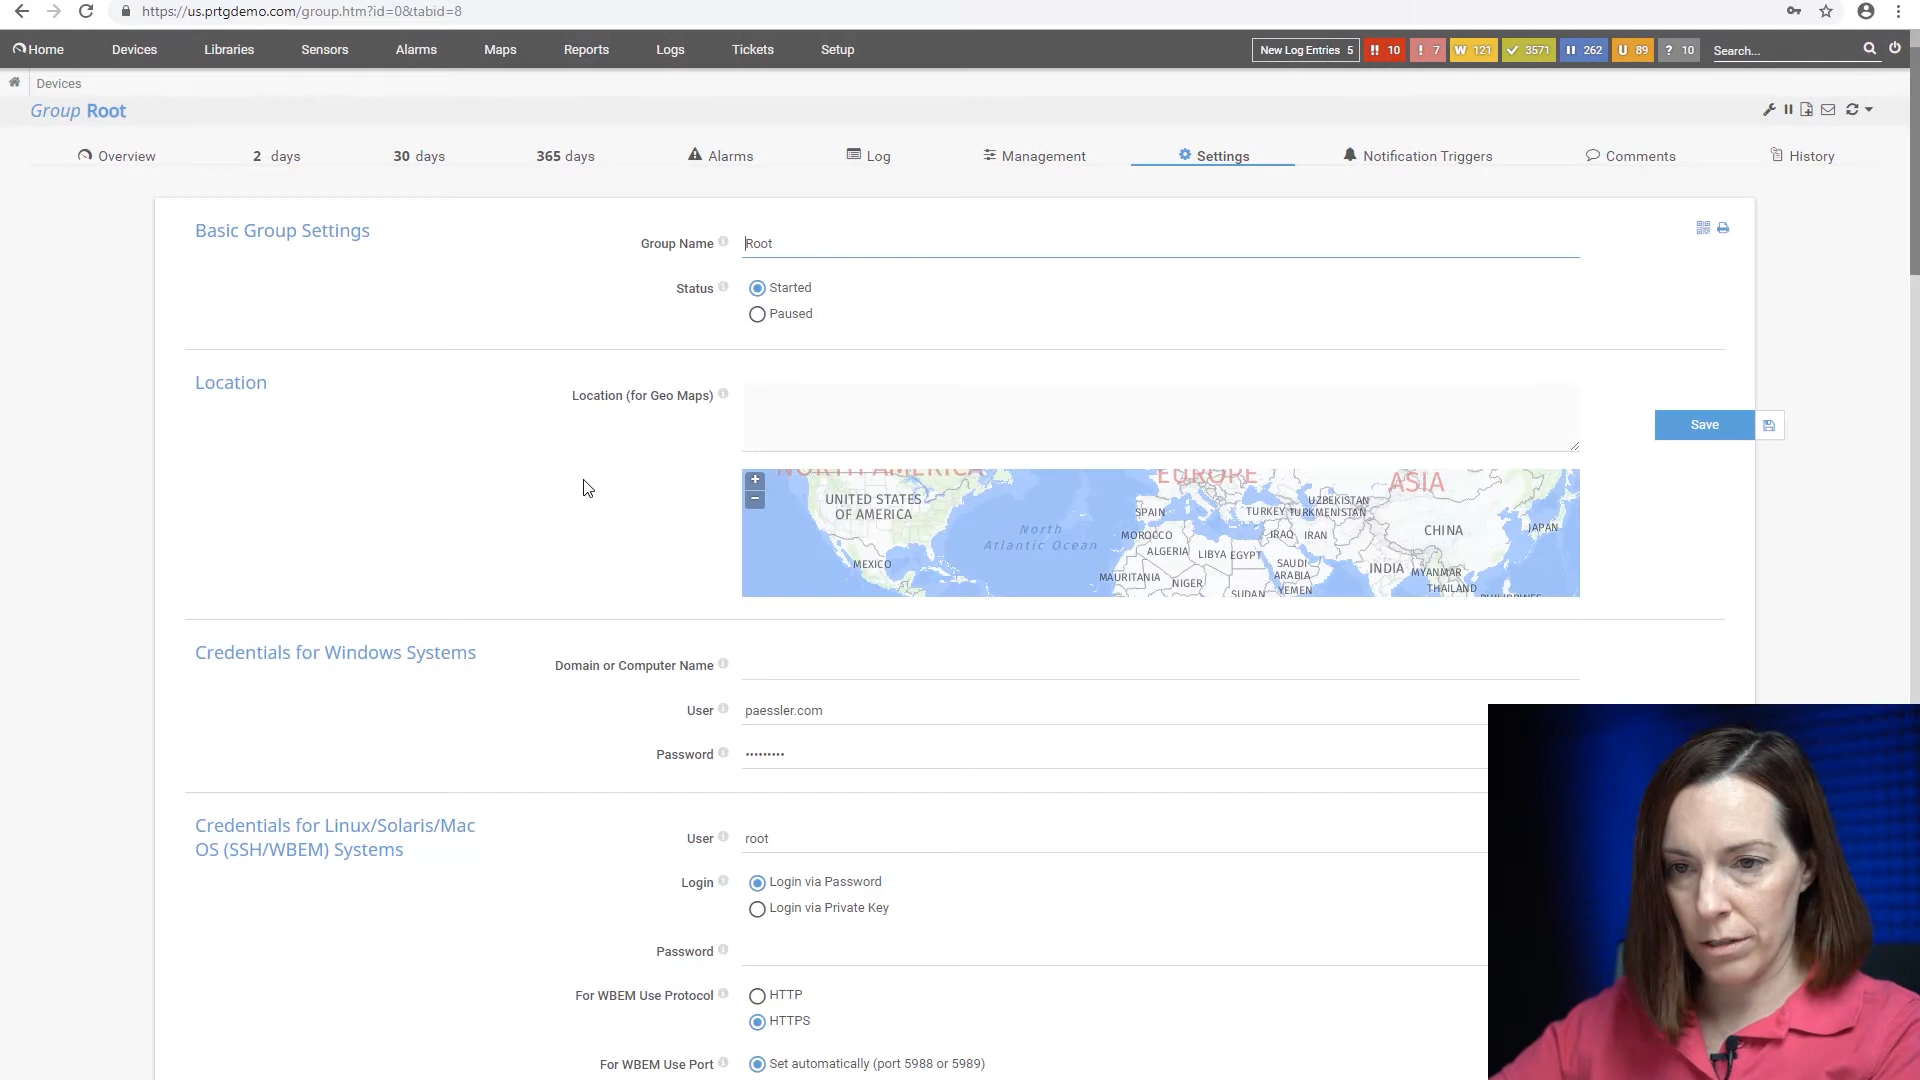 https://us.prtgdemo.com/group.htm?id=0&tabid=8
Home Devices Libraries Sensors Alarms Maps Reports Logs Tickets Setup New Log Entries 5 !! 10 ! 7 W 121 3571 262 U 89 ? 10 Search...
Devices
Group Root
Overview 2 days 30 days 365 days Alarms Log Management Settings Notification Triggers Comments History
Basic Group Settings
Group Name Root
Status Started
Paused
Location
Location (for Geo Maps)
Save
+
−
NORTH AMERICA
EUROPE
ASIA
UNITED STATES
OF AMERICA
UZBEKISTAN
SPAIN
TURKEY
TURKMENISTAN
North
Atlantic Ocean
CHINA
JAPAN
MOROCCO
IRAQ
IRAN
ALGERIA
LIBYA
EGYPT
MEXICO
SAUDI
ARABIA
INDIA
MYANMAR
MAURITANIA
NIGER
THAILAND
SUDAN
YEMEN
PHILIPPINES
Credentials for Windows Systems
Domain or Computer Name
User paessler.com
Password •••••••••
Credentials for Linux/Solaris/Mac
OS (SSH/WBEM) Systems
User root
Login Login via Password
Login via Private Key
Password
For WBEM Use Protocol HTTP
HTTPS
For WBEM Use Port Set automatically (port 5988 or 5989)